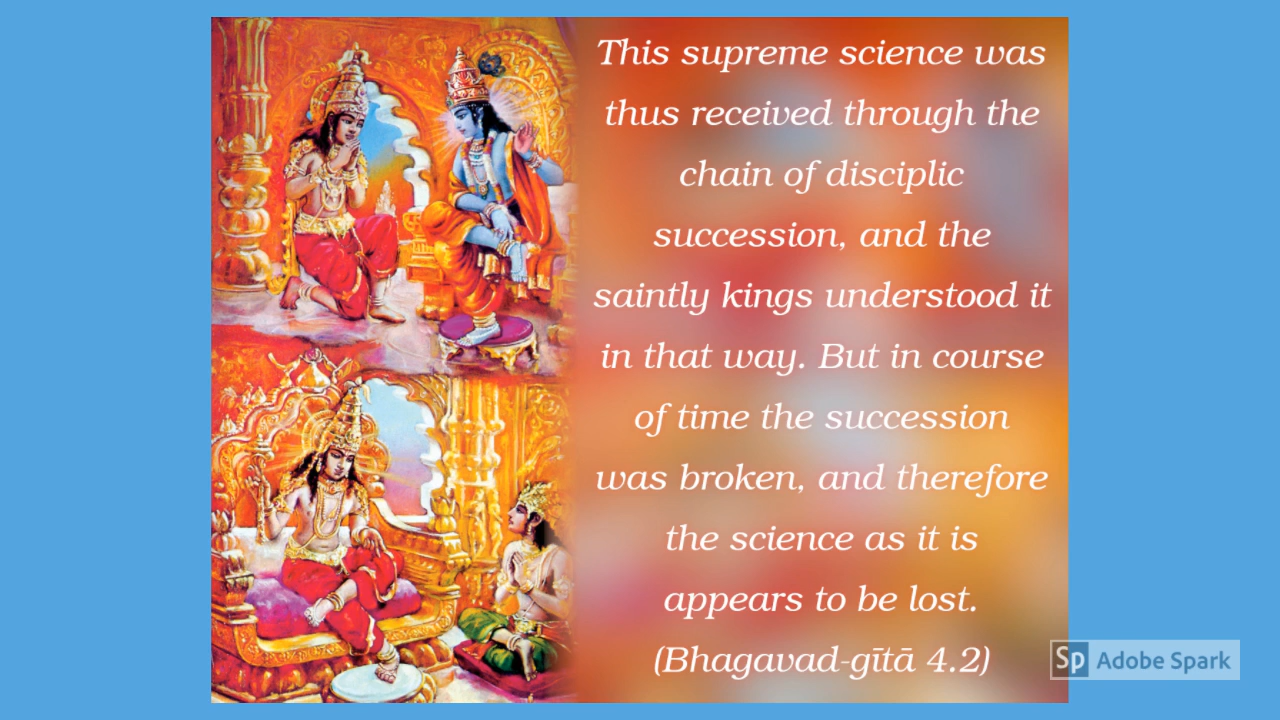 This supreme science was
thus received through the
chain of disciplic
succession, and the
saintly kings understood it
in that way. But in course
of time the succession
was broken, and therefore
the science as it is
appears to be lost.
(Bhagavad-gītā 4.2)
Sp Adobe Spark